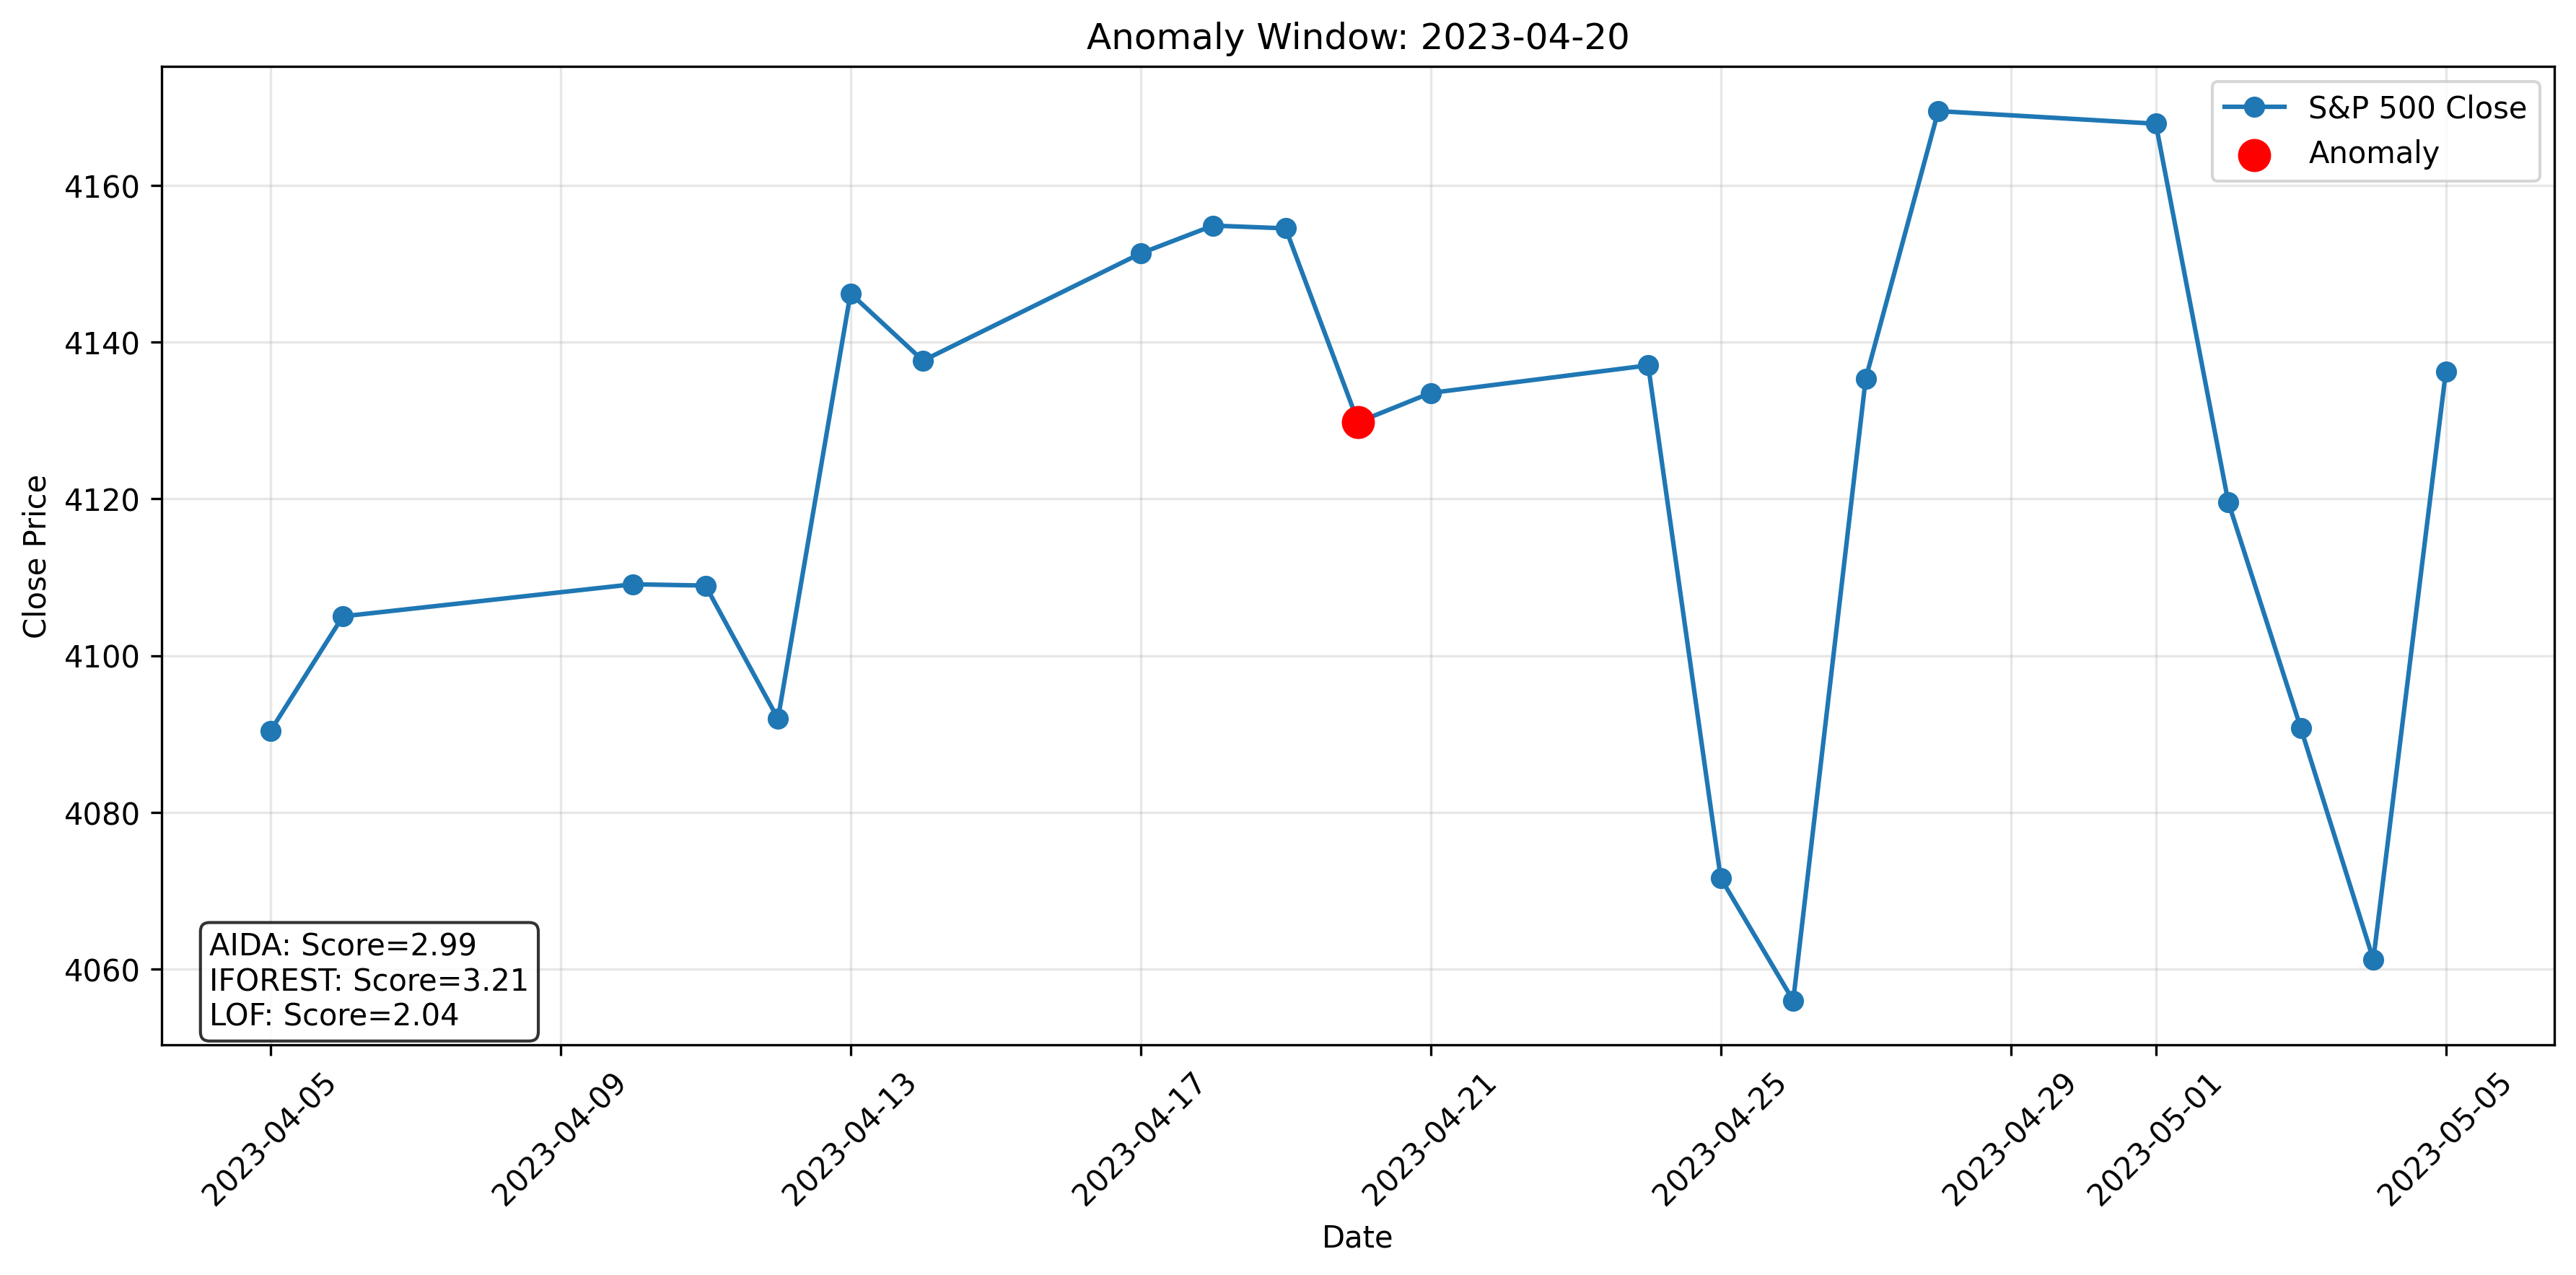 Anomaly Window: 2023-04-20
S&P 500 Close
Anomaly
Close Price
4160
4140
4120
4100
4080
4060
AIDA: Score=2.99
IFOREST: Score=3.21
LOF: Score=2.04
2023-04-05
2023-04-09
2023-04-13
2023-04-17
2023-04-21
2023-04-25
2023-04-29
2023-05-01
2023-05-05
Date